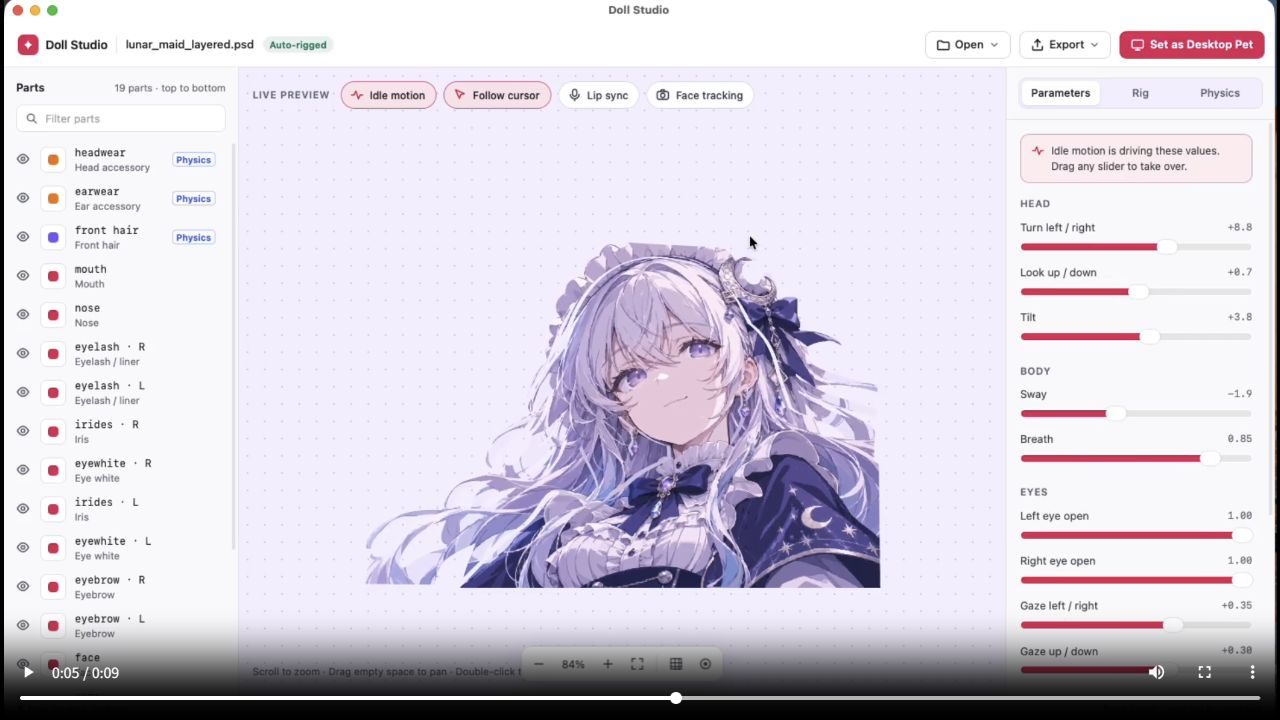 Doll Studio
Doll Studio
lunar_maid_layered.psd
Auto-rigged
Open
Export
Set as Desktop Pet
Parts
19 parts · top to bottom
Filter parts
headwear
Head accessory
Physics
earwear
Ear accessory
Physics
front hair
Front hair
Physics
mouth
Mouth
nose
Nose
eyelash · R
Eyelash / liner
eyelash · L
Eyelash / liner
irides · R
Iris
eyewhite · R
Eye white
irides · L
Iris
eyewhite · L
Eye white
eyebrow · R
Eyebrow
eyebrow · L
Eyebrow
face
LIVE PREVIEW
Idle motion
Follow cursor
Lip sync
Face tracking
Scroll to zoom · Drag empty space to pan · Double-click t
84%
Parameters
Rig
Physics
Idle motion is driving these values.
Drag any slider to take over.
HEAD
Turn left / right
+8.8
Look up / down
+0.7
Tilt
+3.8
BODY
Sway
−1.9
Breath
0.85
EYES
Left eye open
1.00
Right eye open
1.00
Gaze left / right
+0.35
Gaze up / down
+0.30
0:05 / 0:09